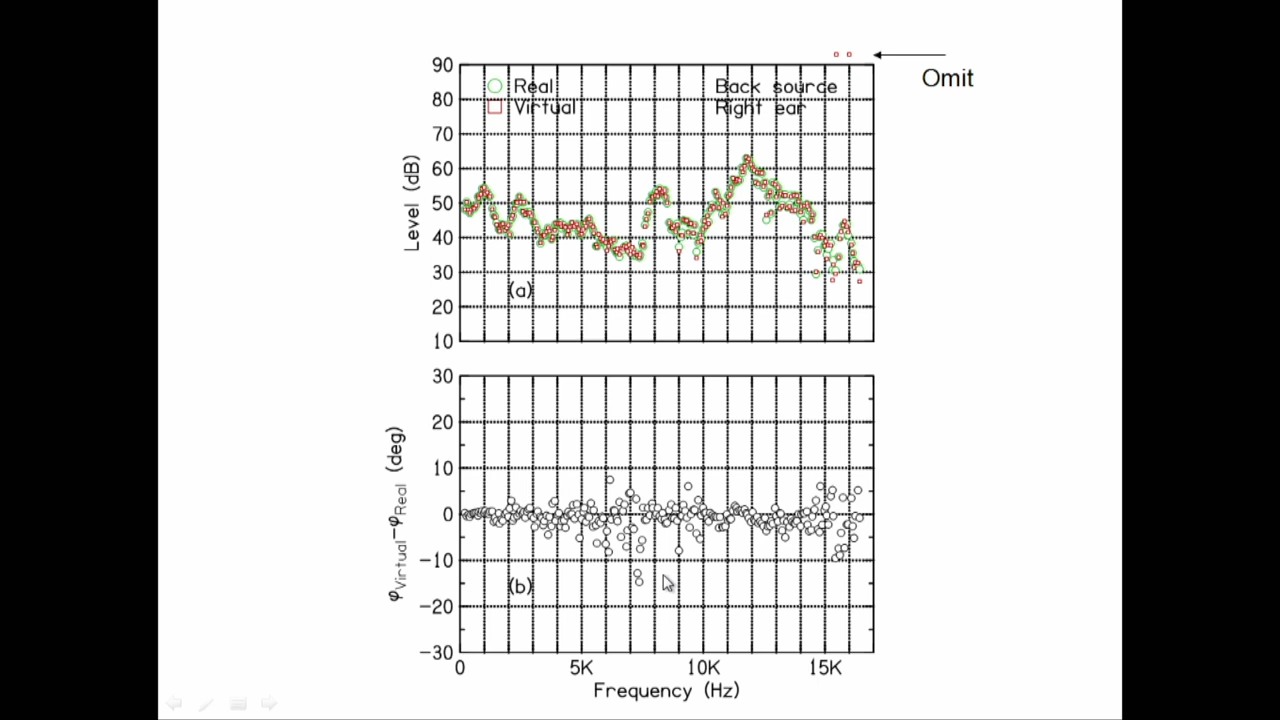 Omit
90
80
70
60
50
40
30
20
10
Level (dB)
Real
Virtual
Back source
Right ear
(a)
30
20
10
0
−10
−20
−30
φVirtual−φReal (deg)
(b)
0 5K 10K 15K
Frequency (Hz)